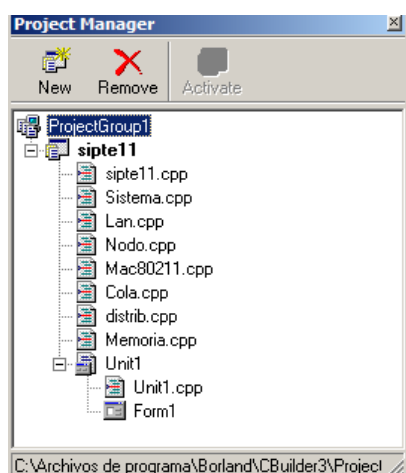 Project Manager
New Remove Activate
ProjectGroup1
sipte11
sipte11.cpp
Sistema.cpp
Lan.cpp
Nodo.cpp
Mac80211.cpp
Cola.cpp
distrib.cpp
Memoria.cpp
Unit1
Unit1.cpp
Form1
C:\Archivos de programa\Borland\CBuilder3\Project